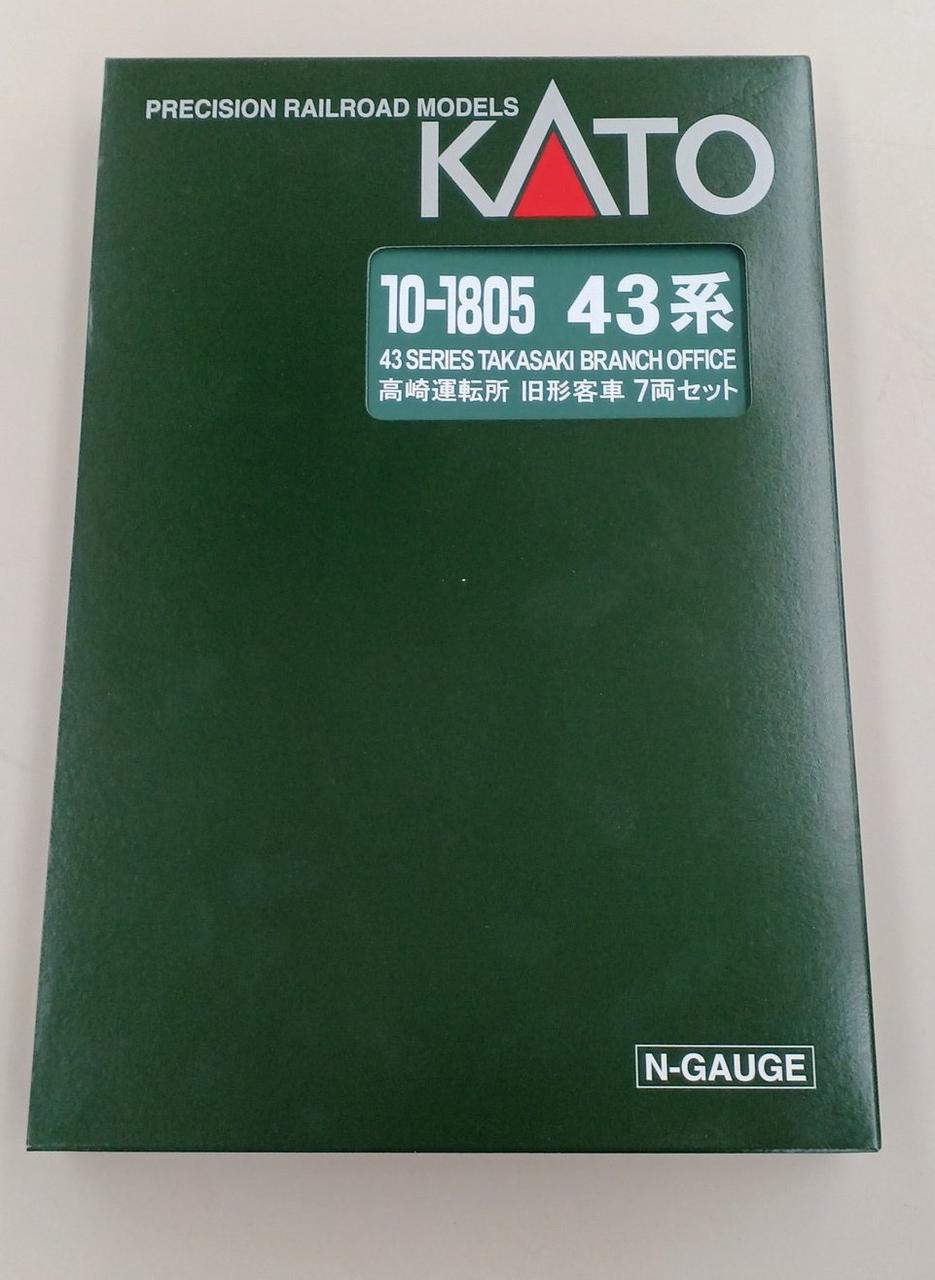 PRECISION RAILROAD MODELS
KATO
10-1805 43系
43 SERIES TAKASAKI BRANCH OFFICE
高崎運転所 旧形客車 7両セット
N-GAUGE